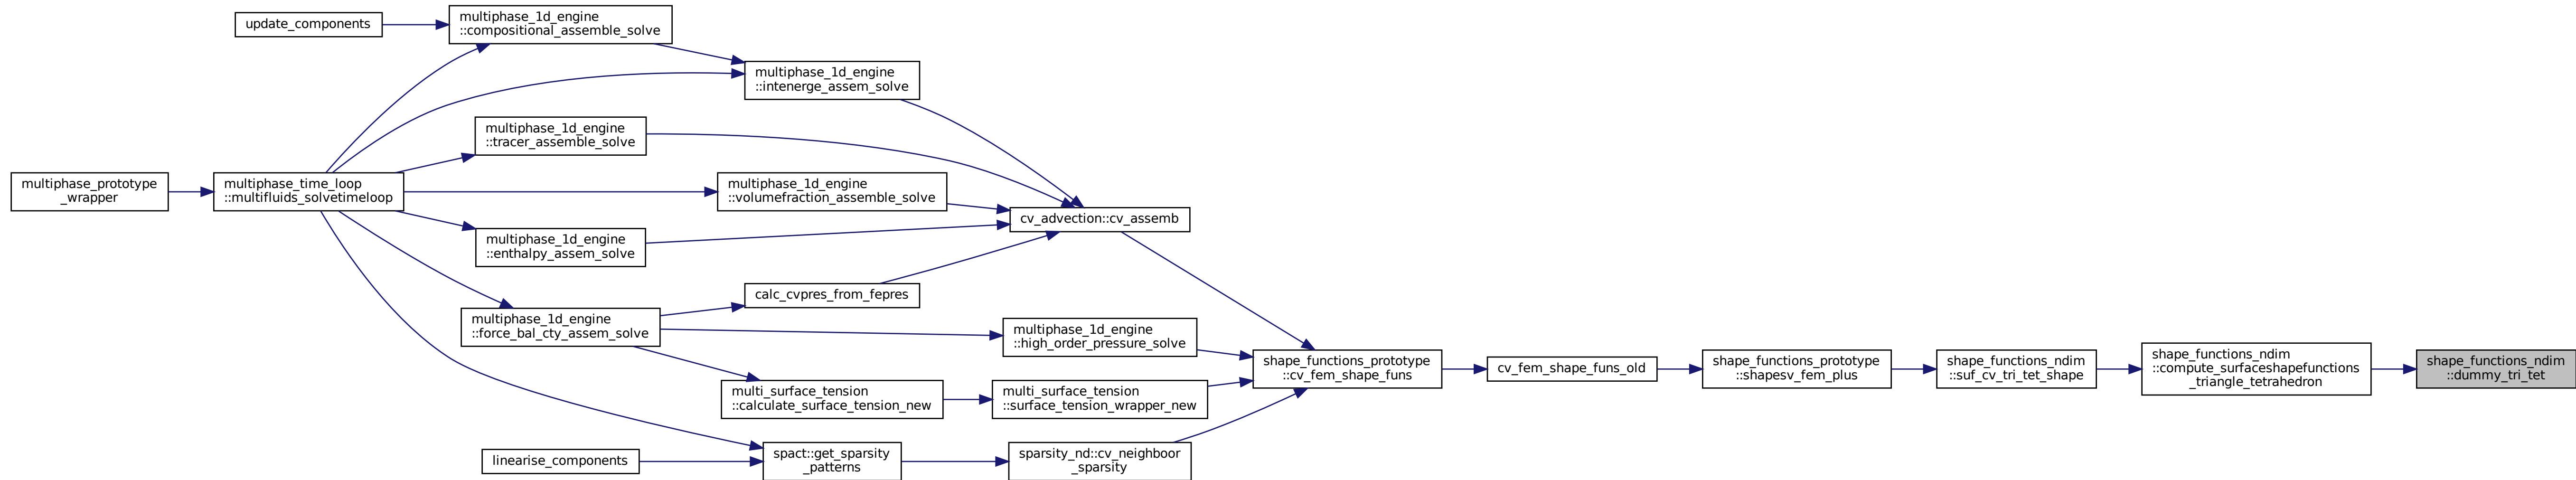 update_components
multiphase_1d_engine
::compositional_assemble_solve
multiphase_1d_engine
::intenerge_assem_solve
multiphase_1d_engine
::tracer_assemble_solve
multiphase_prototype
_wrapper
multiphase_time_loop
::multifluids_solvetimeloop
multiphase_1d_engine
::volumefraction_assemble_solve
cv_advection::cv_assemb
multiphase_1d_engine
::enthalpy_assem_solve
calc_cvpres_from_fepres
multiphase_1d_engine
::force_bal_cty_assem_solve
multiphase_1d_engine
::high_order_pressure_solve
shape_functions_prototype
::cv_fem_shape_funs
cv_fem_shape_funs_old
shape_functions_prototype
::shapesv_fem_plus
shape_functions_ndim
::suf_cv_tri_tet_shape
shape_functions_ndim
::compute_surfaceshapefunctions
_triangle_tetrahedron
shape_functions_ndim
::dummy_tri_tet
multi_surface_tension
::calculate_surface_tension_new
multi_surface_tension
::surface_tension_wrapper_new
linearise_components
spact::get_sparsity
_patterns
sparsity_nd::cv_neighboor
_sparsity